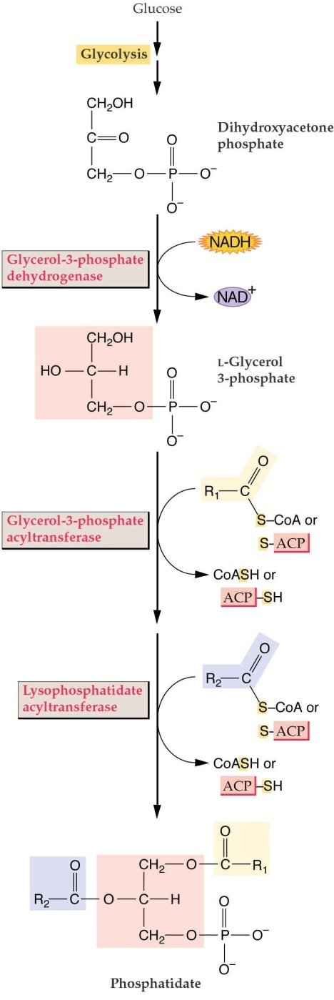 Glucose
Glycolysis
CH₂OH
C=O
CH₂—O—P—O⁻
O
O⁻
Dihydroxyacetone
phosphate
NADH
Glycerol-3-phosphate
dehydrogenase
NAD⁺
CH₂OH
HO—C—H
CH₂—O—P—O⁻
O
O⁻
L-Glycerol
3-phosphate
O
R₁—C
S–CoA or
S-ACP
Glycerol-3-phosphate
acyltransferase
CoASH or
ACP–SH
O
R₂—C
S–CoA or
S-ACP
Lysophosphatidate
acyltransferase
CoASH or
ACP–SH
O
CH₂—O—C—R₁
O
R₂—C—O—C—H
O
CH₂—O—P—O⁻
O⁻
Phosphatidate